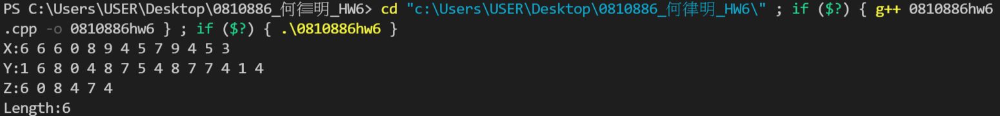 PS C:\Users\USER\Desktop\0810886_何律明_HW6> cd "c:\Users\USER\Desktop\0810886_何律明_HW6\" ; if ($?) { g++ 0810886hw6
.cpp -o 0810886hw6 } ; if ($?) { .\0810886hw6 }
X:6 6 6 0 8 9 4 5 7 9 4 5 3
Y:1 6 8 0 4 8 7 5 4 8 7 7 4 1 4
Z:6 0 8 4 7 4
Length:6